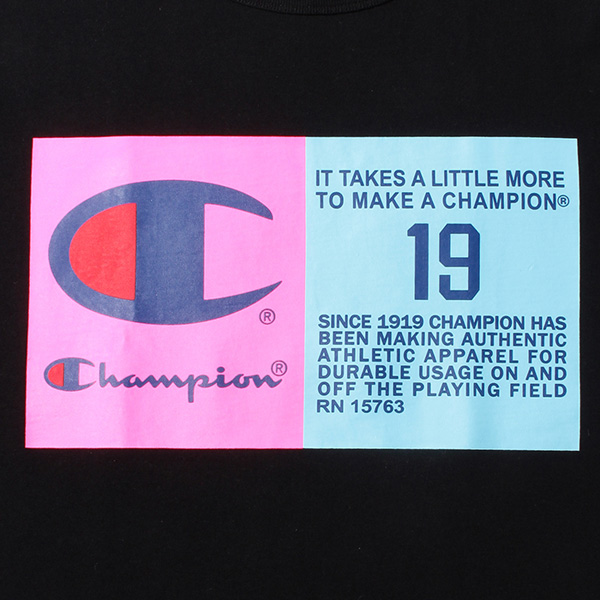 C®
Champion®
IT TAKES A LITTLE MORE
TO MAKE A CHAMPION®
19
SINCE 1919 CHAMPION HAS
BEEN MAKING AUTHENTIC
ATHLETIC APPAREL FOR
DURABLE USAGE ON AND
OFF THE PLAYING FIELD
RN 15763